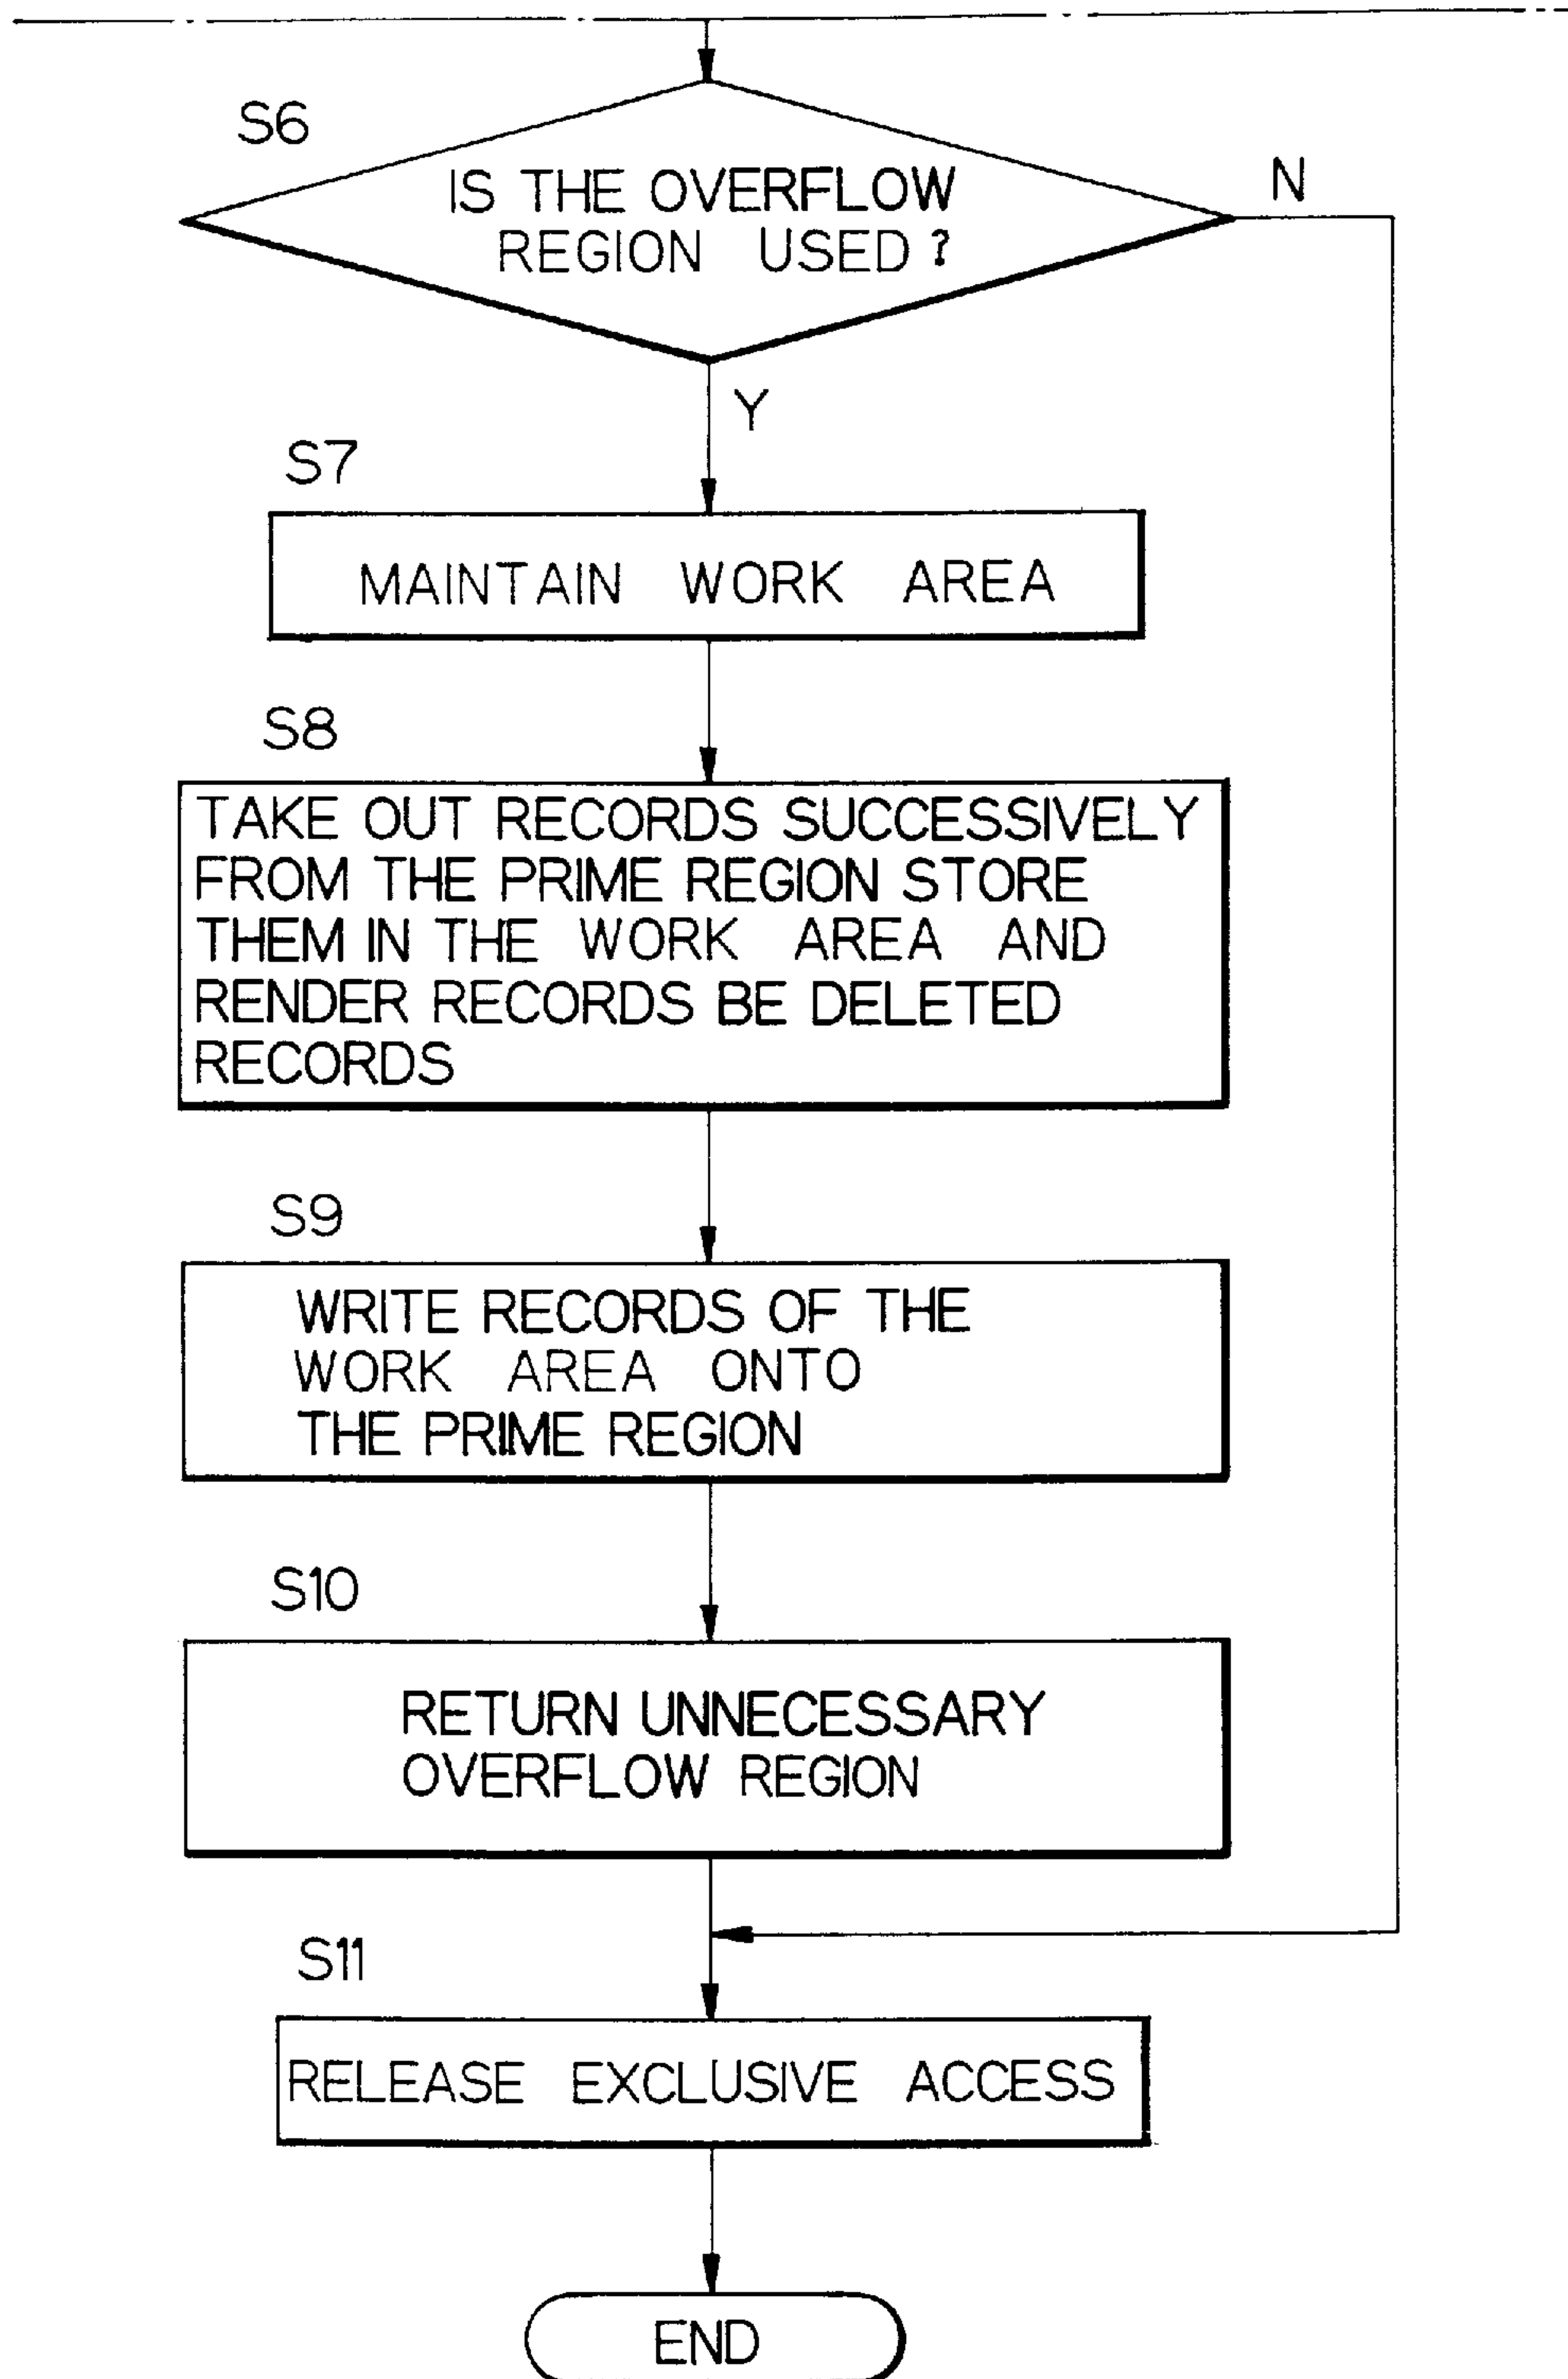 S6
IS THE OVERFLOW
REGION USED?
N
Y
S7
MAINTAIN WORK AREA
S8
TAKE OUT RECORDS SUCCESSIVELY
FROM THE PRIME REGION STORE
THEM IN THE WORK AREA AND
RENDER RECORDS BE DELETED
RECORDS
S9
WRITE RECORDS OF THE
WORK AREA ONTO
THE PRIME REGION
S10
RETURN UNNECESSARY
OVERFLOW REGION
S11
RELEASE EXCLUSIVE ACCESS
END